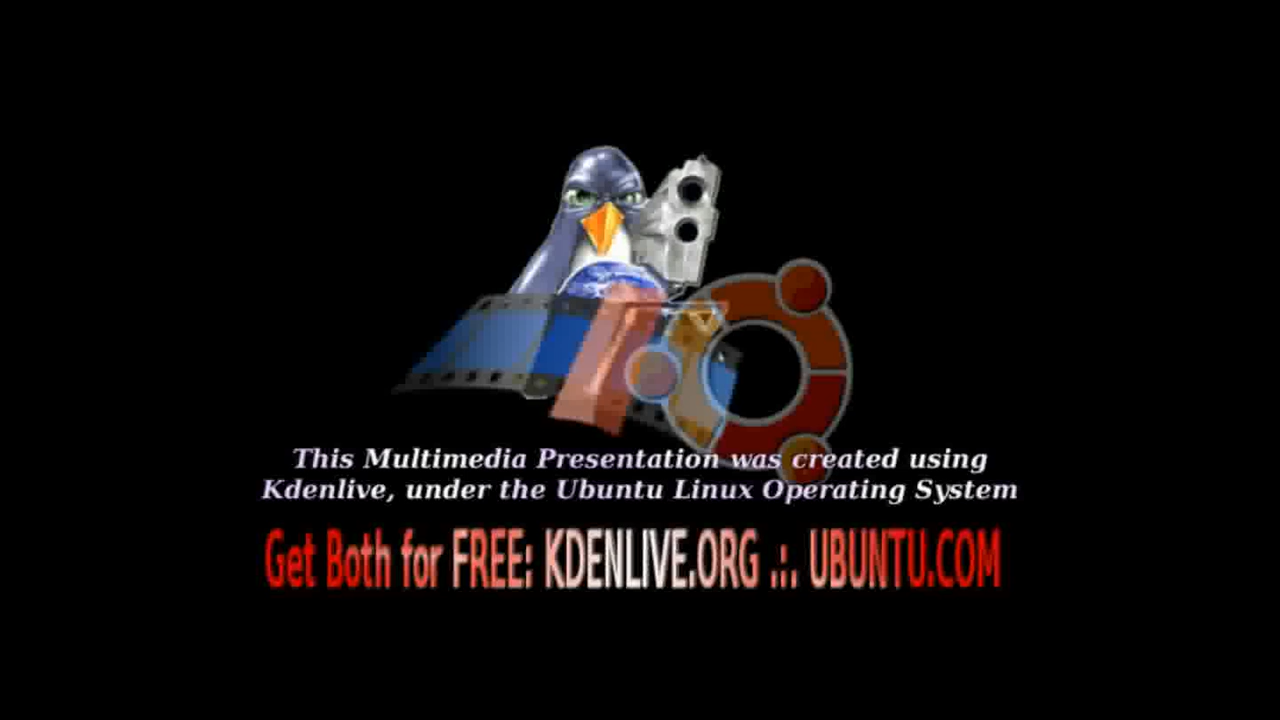 This Multimedia Presentation was created using
Kdenlive, under the Ubuntu Linux Operating System
Get Both for FREE: KDENLIVE.ORG .:. UBUNTU.COM